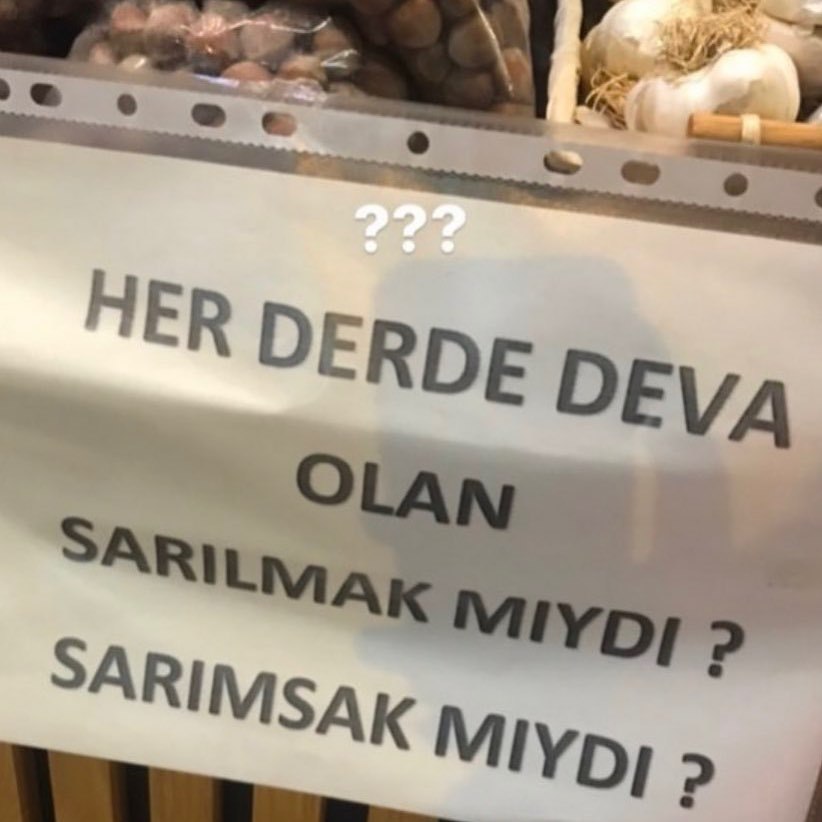 ???
HER DERDE DEVA
OLAN
SARILMAK MIYDI ?
SARIMSAK MIYDI ?